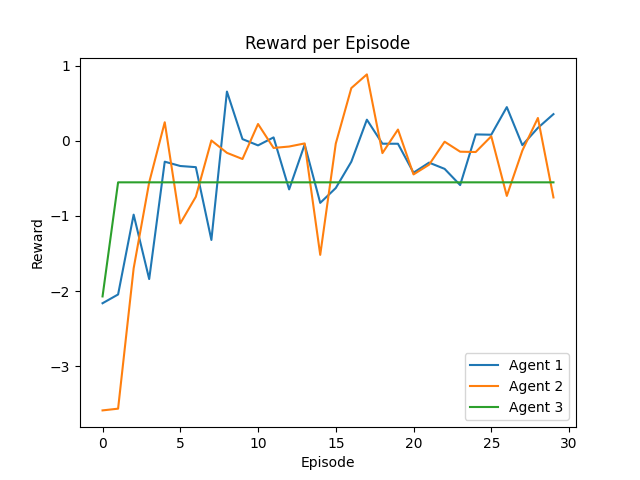 Reward per Episode
Reward
1
0
−1
−2
−3
0 5 10 15 20 25 30
Episode
Agent 1
Agent 2
Agent 3